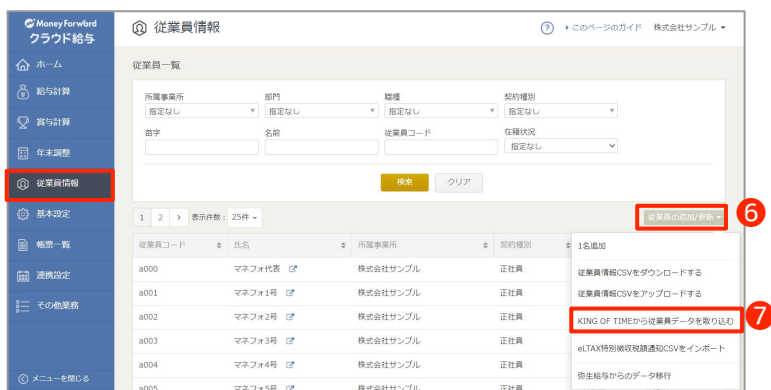 Money Forward
クラウド給与
従業員情報
? ▸ このページのガイド 株式会社サンプル ▾
ホーム
給与計算
賞与計算
年末調整
従業員情報
基本設定
帳票一覧
連携設定
その他業務
メニューを閉じる
従業員一覧
所属事業所 部門 職種 契約種別
指定なし 指定なし 指定なし 指定なし
苗字 名前 従業員コード 在籍状況
指定なし
検索 クリア
1 2 > 表示件数： 25件
従業員の追加/更新 6
従業員コード 氏名 所属事業所 契約種別
a000 マネフォ代表 株式会社サンプル 正社員
a001 マネフォ1号 株式会社サンプル 正社員
a002 マネフォ2号 株式会社サンプル 正社員
a003 マネフォ3号 株式会社サンプル 正社員
a004 マネフォ4号 株式会社サンプル 正社員
a005 マネフォ5号 株式会社サンプル 正社員
1名追加
従業員情報CSVをダウンロードする
従業員情報CSVをアップロードする
KING OF TIMEから従業員データを取り込む 7
eLTAX特別徴収税額通知CSVをインポート
弥生給与からのデータ移行